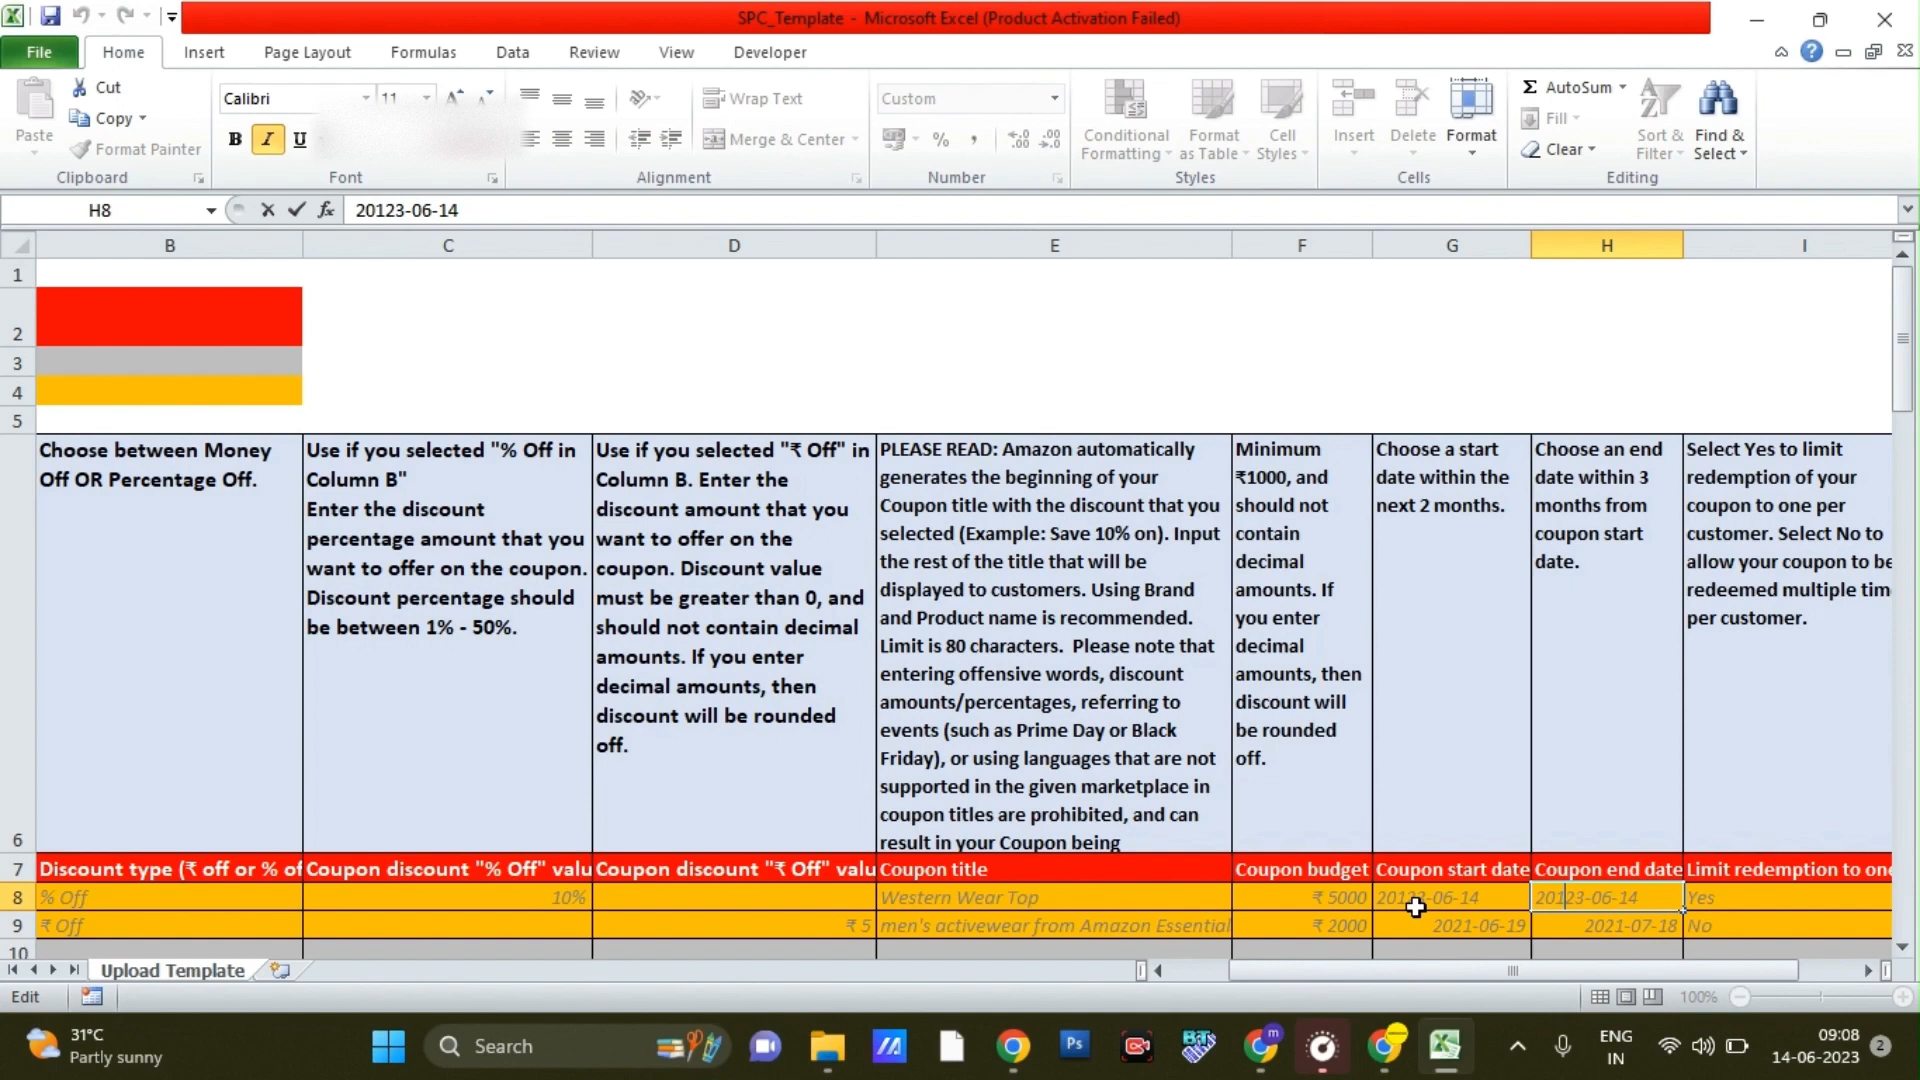 SPC_Template - Microsoft Excel (Product Activation Failed)
File Home Insert Page Layout Formulas Data Review View Developer
Paste
Cut
Copy
Format Painter
Clipboard
Calibri 11
B I U
Font
Wrap Text
Merge & Center
Alignment
Custom
% ,
Number
Conditional Formatting
Format as Table
Cell Styles
Styles
Insert Delete Format
Cells
Σ AutoSum
Fill
Clear
Sort & Filter
Find & Select
Editing
H8 fx 20123-06-14
B C D E F G H I
1
2
3
4
5
6
Choose between Money
Off OR Percentage Off.
Use if you selected "% Off in
Column B"
Enter the discount
percentage amount that you
want to offer on the coupon.
Discount percentage should
be between 1% - 50%.
Use if you selected "₹ Off" in
Column B. Enter the
discount amount that you
want to offer on the
coupon. Discount value
must be greater than 0, and
should not contain decimal
amounts. If you enter
decimal amounts, then
discount will be rounded
off.
PLEASE READ: Amazon automatically
generates the beginning of your
Coupon title with the discount that you
selected (Example: Save 10% on). Input
the rest of the title that will be
displayed to customers. Using Brand
and Product name is recommended.
Limit is 80 characters. Please note that
entering offensive words, discount
amounts/percentages, referring to
events (such as Prime Day or Black
Friday), or using languages that are not
supported in the given marketplace in
coupon titles are prohibited, and can
result in your Coupon being
Minimum
₹1000, and
should not
contain
decimal
amounts. If
you enter
decimal
amounts, then
discount will
be rounded
off.
Choose a start
date within the
next 2 months.
Choose an end
date within 3
months from
coupon start
date.
Select Yes to limit
redemption of your
coupon to one per
customer. Select No to
allow your coupon to be
redeemed multiple tim
per customer.
7 Discount type (₹ off or % of Coupon discount "% Off" valu Coupon discount "₹ Off" valu Coupon title Coupon budget Coupon start date Coupon end date Limit redemption to one
8 % Off 10% Western Wear Top ₹ 5000 20123-06-14 20123-06-14 Yes
9 ₹ Off ₹ 5 men's activewear from Amazon Essential ₹ 2000 2021-06-19 2021-07-18 No
10
Upload Template
Edit 100%
31°C
Partly sunny
Search
Ps
m
ENG
IN
09:08
14-06-2023
2